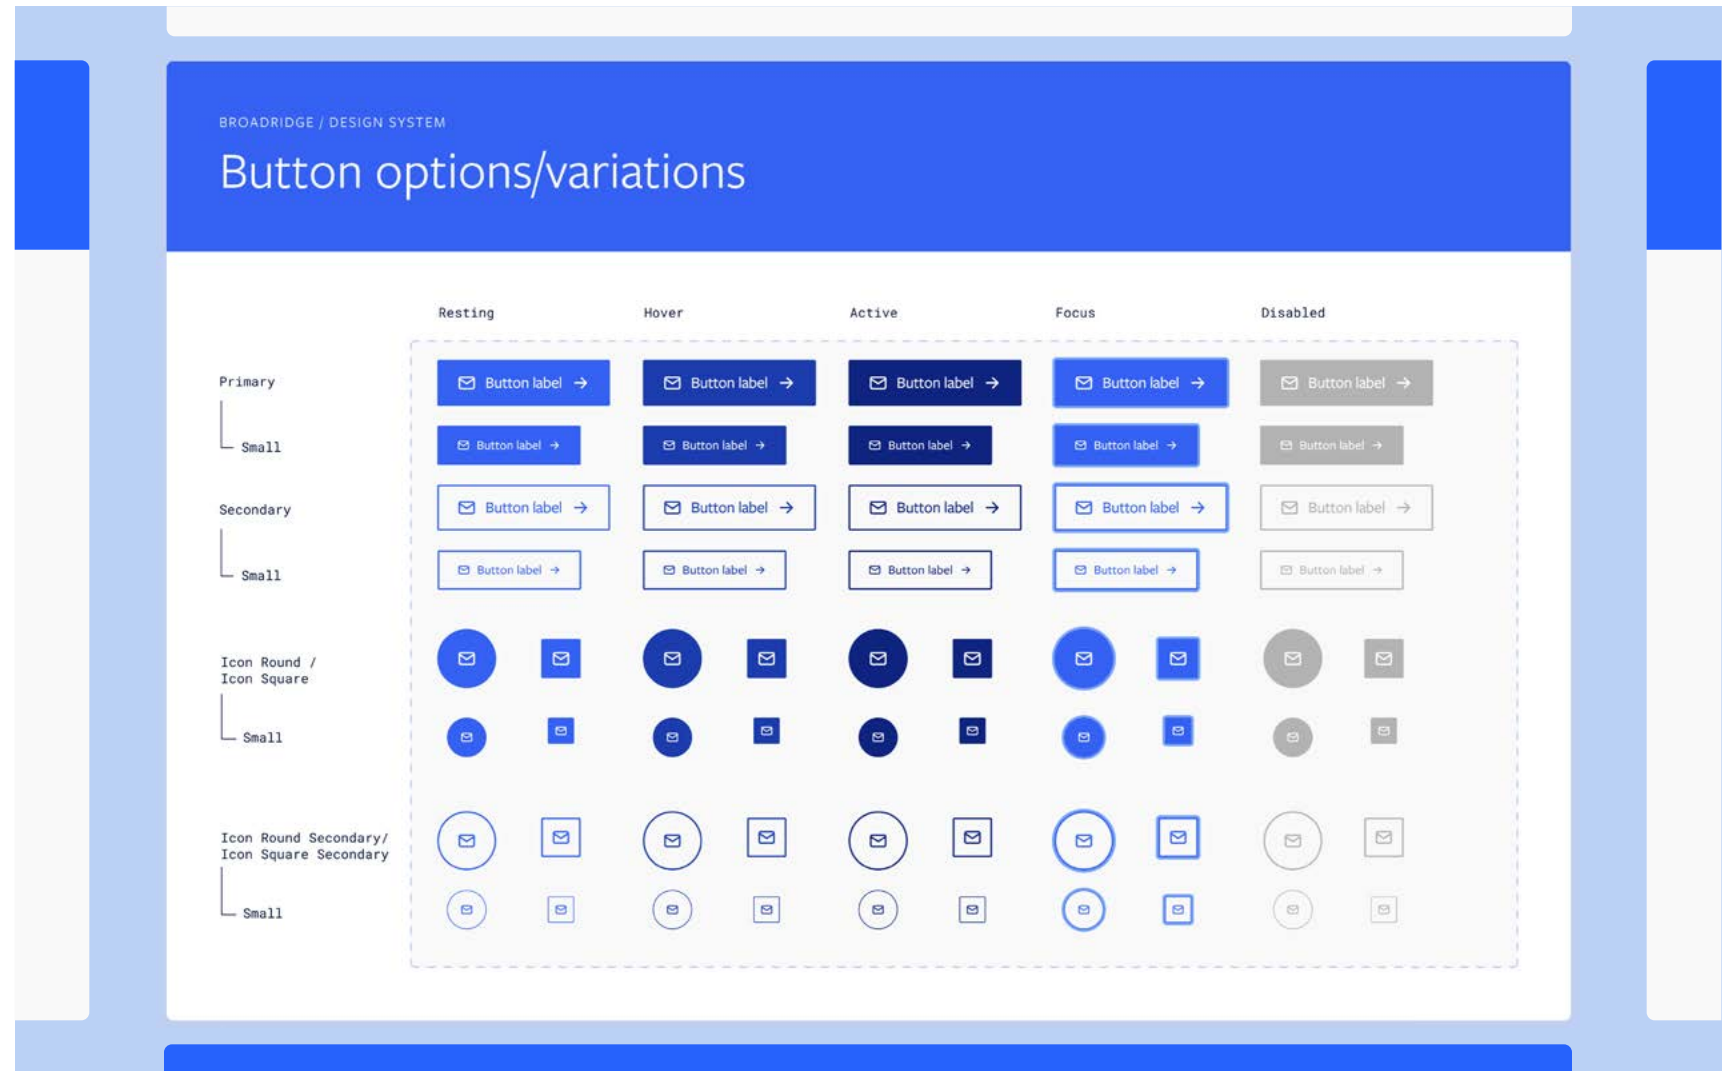 BROADRIDGE / DESIGN SYSTEM
Button options/variations
Resting Hover Active Focus Disabled
Primary Button label Button label Button label Button label Button label
Small Button label Button label Button label Button label Button label
Secondary Button label Button label Button label Button label Button label
Small Button label Button label Button label Button label Button label
Icon Round /
Icon Square
Small
Icon Round Secondary/
Icon Square Secondary
Small